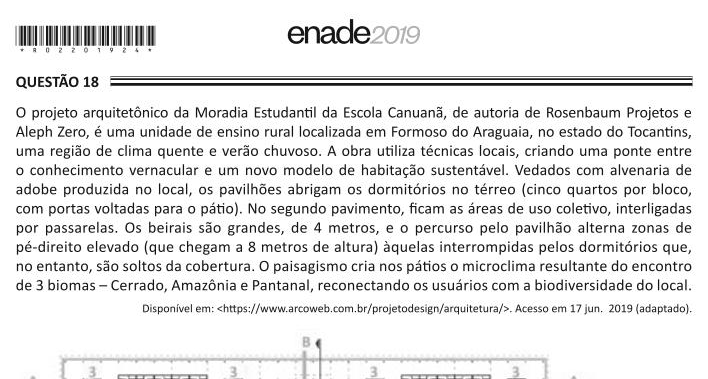 enade2019
*R02201924*
QUESTÃO 18
O projeto arquitetônico da Moradia Estudantil da Escola Canuanã, de autoria de Rosenbaum Projetos e
Aleph Zero, é uma unidade de ensino rural localizada em Formoso do Araguaia, no estado do Tocantins,
uma região de clima quente e verão chuvoso. A obra utiliza técnicas locais, criando uma ponte entre
o conhecimento vernacular e um novo modelo de habitação sustentável. Vedados com alvenaria de
adobe produzida no local, os pavilhões abrigam os dormitórios no térreo (cinco quartos por bloco,
com portas voltadas para o pátio). No segundo pavimento, ficam as áreas de uso coletivo, interligadas
por passarelas. Os beirais são grandes, de 4 metros, e o percurso pelo pavilhão alterna zonas de
pé-direito elevado (que chegam a 8 metros de altura) àquelas interrompidas pelos dormitórios que,
no entanto, são soltos da cobertura. O paisagismo cria nos pátios o microclima resultante do encontro
de 3 biomas – Cerrado, Amazônia e Pantanal, reconectando os usuários com a biodiversidade do local.
Disponível em: <https://www.arcoweb.com.br/projetodesign/arquitetura/>. Acesso em 17 jun. 2019 (adaptado).
B
3 3 3 3